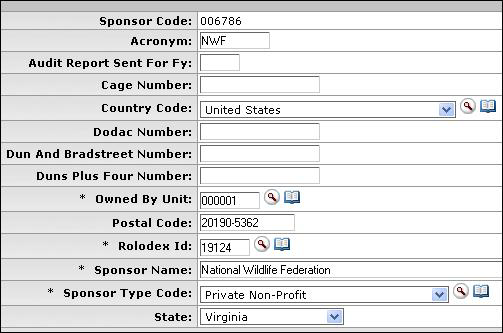 Sponsor Code: 006786
Acronym: NWF
Audit Report Sent For Fy:
Cage Number:
Country Code: United States
Dodac Number:
Dun And Bradstreet Number:
Duns Plus Four Number:
* Owned By Unit: 000001
Postal Code: 20190-5362
* Rolodex Id: 19124
* Sponsor Name: National Wildlife Federation
* Sponsor Type Code: Private Non-Profit
State: Virginia